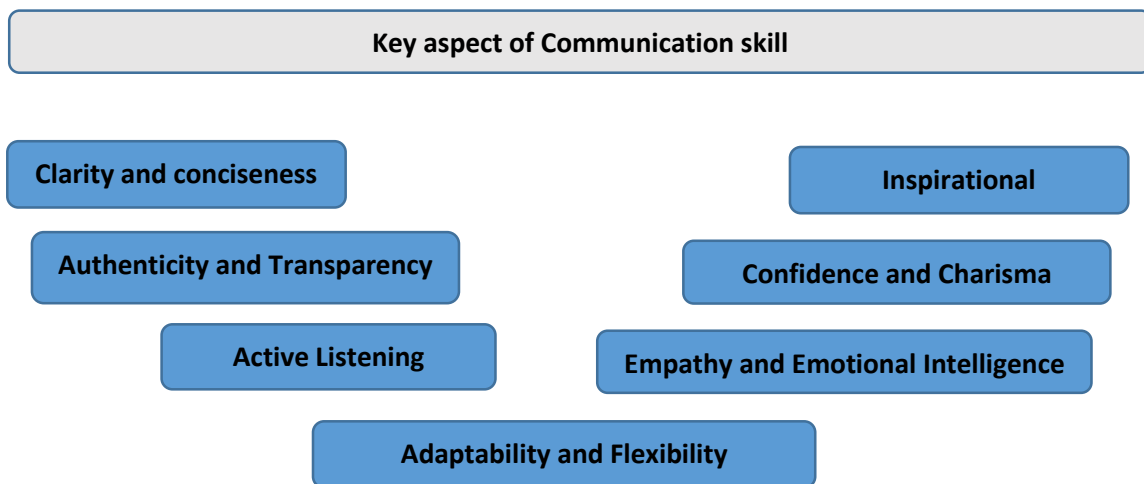 Key aspect of Communication skill
Clarity and conciseness
Inspirational
Authenticity and Transparency
Confidence and Charisma
Active Listening
Empathy and Emotional Intelligence
Adaptability and Flexibility